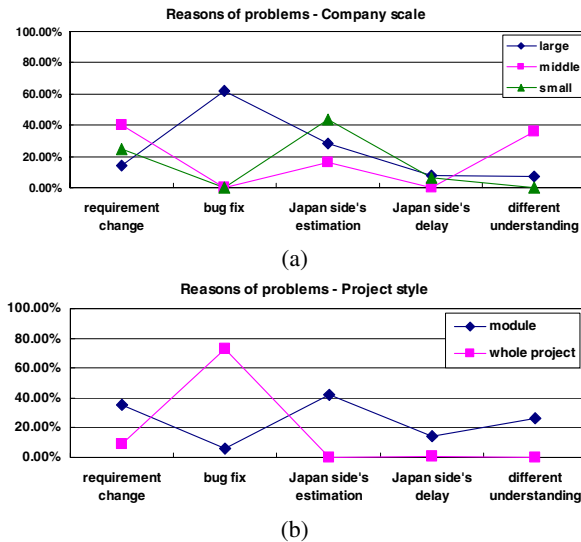 Reasons of problems - Company scale
100.00%
80.00%
60.00%
40.00%
20.00%
0.00%
large
middle
small
requirement change
bug fix
Japan side's estimation
Japan side's delay
different understanding
(a)
Reasons of problems - Project style
100.00%
80.00%
60.00%
40.00%
20.00%
0.00%
module
whole project
requirement change
bug fix
Japan side's estimation
Japan side's delay
different understanding
(b)